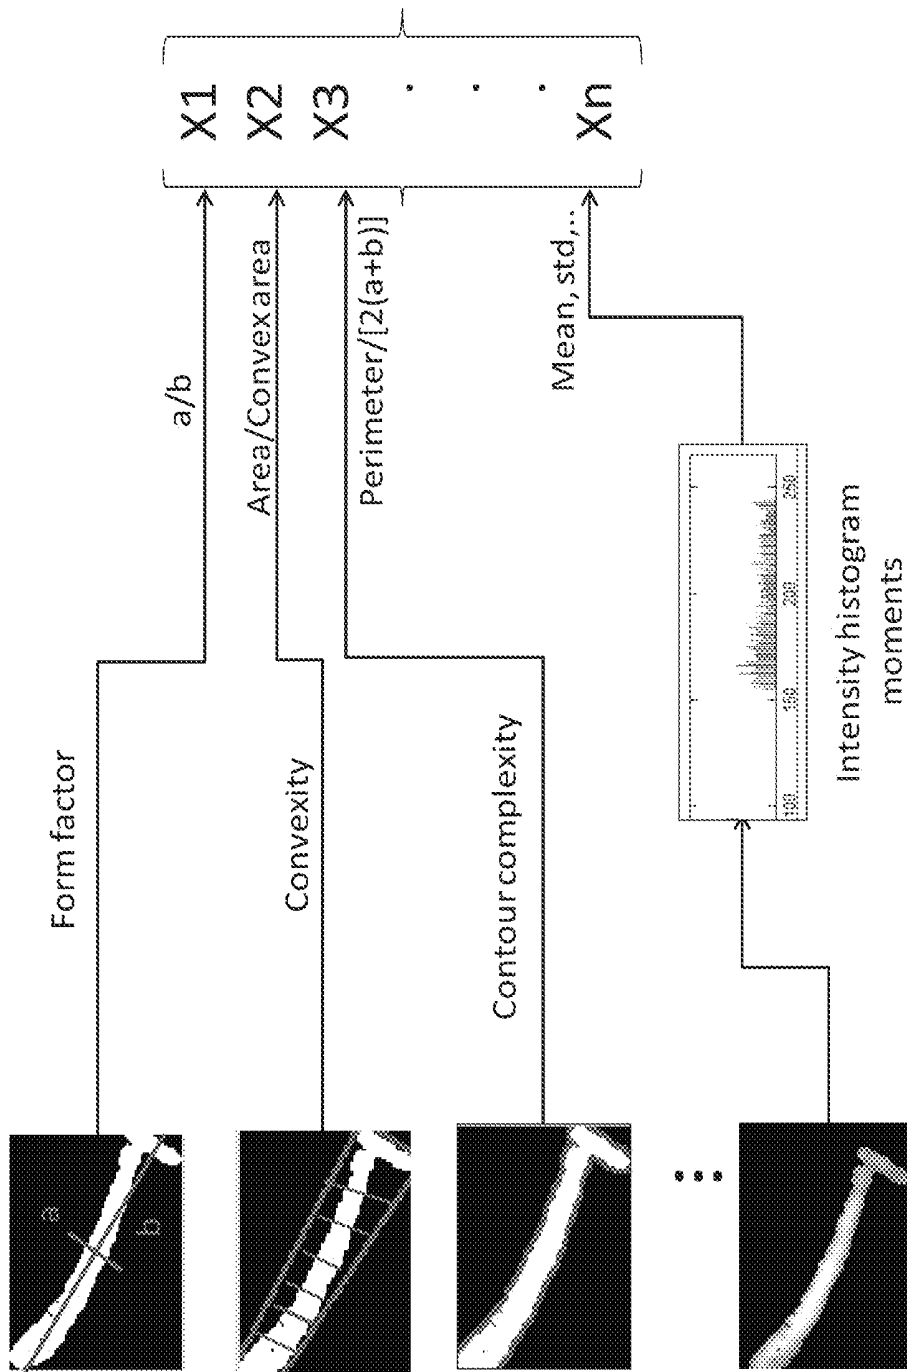 Form factor
a/b
X1
Convexity
Area/Convex area
X2
Contour complexity
Perimeter/[2(a+b)]
X3
. . .
Mean, std,..
Xn
a
b
...
100 150 200 250
Intensity histogram
moments